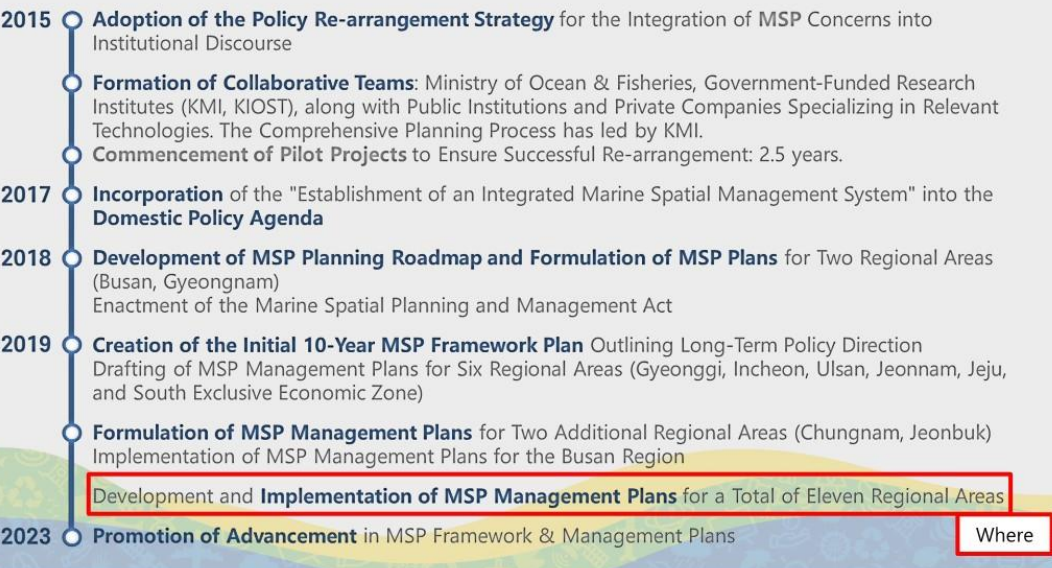 2015 Adoption of the Policy Re-arrangement Strategy for the Integration of MSP Concerns into
Institutional Discourse
Formation of Collaborative Teams: Ministry of Ocean & Fisheries, Government-Funded Research
Institutes (KMI, KIOST), along with Public Institutions and Private Companies Specializing in Relevant
Technologies. The Comprehensive Planning Process has led by KMI.
Commencement of Pilot Projects to Ensure Successful Re-arrangement: 2.5 years.
2017 Incorporation of the "Establishment of an Integrated Marine Spatial Management System" into the
Domestic Policy Agenda
2018 Development of MSP Planning Roadmap and Formulation of MSP Plans for Two Regional Areas
(Busan, Gyeongnam)
Enactment of the Marine Spatial Planning and Management Act
2019 Creation of the Initial 10-Year MSP Framework Plan Outlining Long-Term Policy Direction
Drafting of MSP Management Plans for Six Regional Areas (Gyeonggi, Incheon, Ulsan, Jeonnam, Jeju,
and South Exclusive Economic Zone)
Formulation of MSP Management Plans for Two Additional Regional Areas (Chungnam, Jeonbuk)
Implementation of MSP Management Plans for the Busan Region
Development and Implementation of MSP Management Plans for a Total of Eleven Regional Areas
2023 Promotion of Advancement in MSP Framework & Management Plans
Where